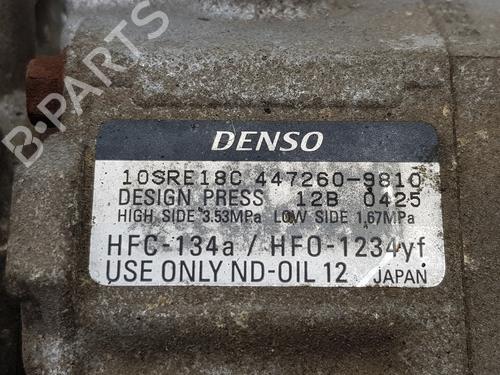 B-PARTS
DENSO
10SRE18C 447260-9810
DESIGN PRESS 12B 0425
HIGH SIDE 3.53MPa LOW SIDE 1.67MPa
HFC-134a / HFO-1234yf
USE ONLY ND-OIL 12 JAPAN